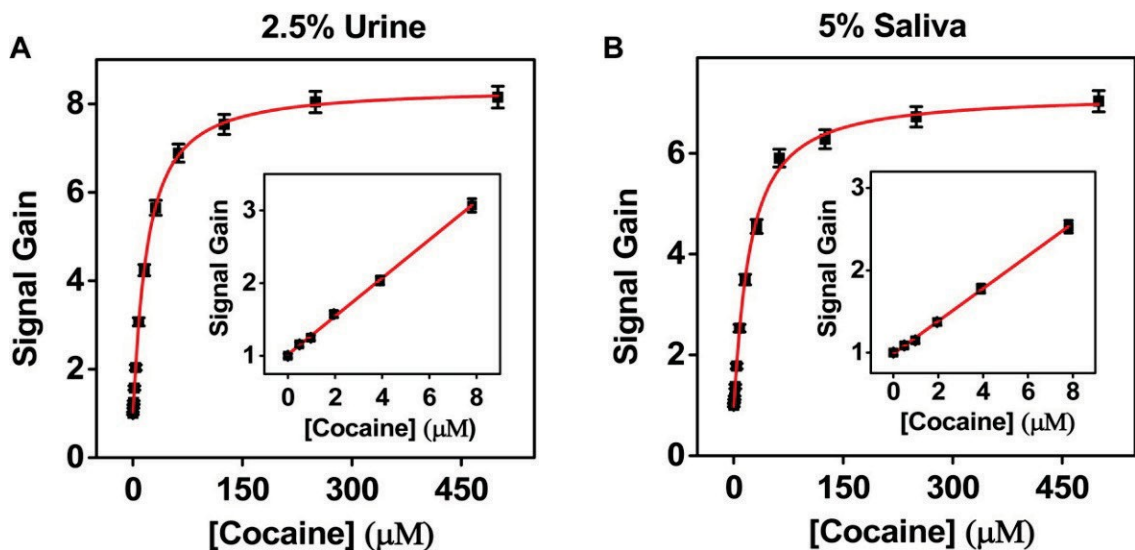 A
2.5% Urine
Signal Gain
8
6
4
2
0
0 150 300 450
[Cocaine] (μM)
Signal Gain
3
2
1
0 2 4 6 8
[Cocaine] (μM)
B
5% Saliva
Signal Gain
6
4
2
0
0 150 300 450
[Cocaine] (μM)
Signal Gain
3
2
1
0 2 4 6 8
[Cocaine] (μM)